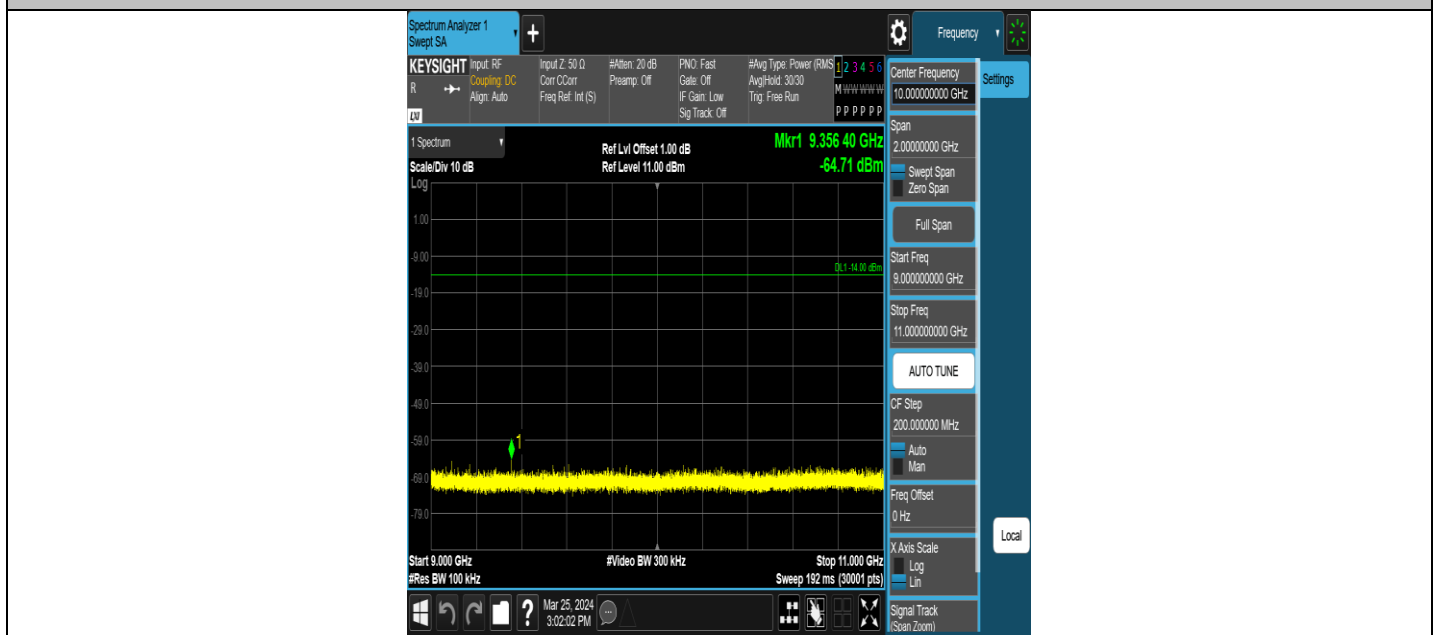 Spectrum Analyzer 1
Swept SA
+
Frequency
KEYSIGHT
R
LXI
Input: RF
Coupling: DC
Align: Auto
Input Z: 50 Ω
Corr CCorr
Freq Ref: Int (S)
#Atten: 20 dB
Preamp: Off
PNO: Fast
Gate: Off
IF Gain: Low
Sig Track: Off
#Avg Type: Power (RMS
Avg|Hold: 30/30
Trig: Free Run
1 2 3 4 5 6
M W W W W W
P P P P P P
1 Spectrum
Scale/Div 10 dB
Ref Lvl Offset 1.00 dB
Ref Level 11.00 dBm
Mkr1 9.356 40 GHz
-64.71 dBm
Log
1.00
-9.00
-19.0
-29.0
-39.0
-49.0
-59.0
-69.0
-79.0
DL1 -14.00 dBm
1
Start 9.000 GHz
#Res BW 100 kHz
#Video BW 300 kHz
Stop 11.000 GHz
Sweep 192 ms (30001 pts)
Center Frequency
10.000000000 GHz
Span
2.00000000 GHz
Swept Span
Zero Span
Full Span
Start Freq
9.000000000 GHz
Stop Freq
11.000000000 GHz
AUTO TUNE
CF Step
200.000000 MHz
Auto
Man
Freq Offset
0 Hz
X Axis Scale
Log
Lin
Signal Track
(Span Zoom)
Settings
Local
?
Mar 25, 2024
3:02:02 PM